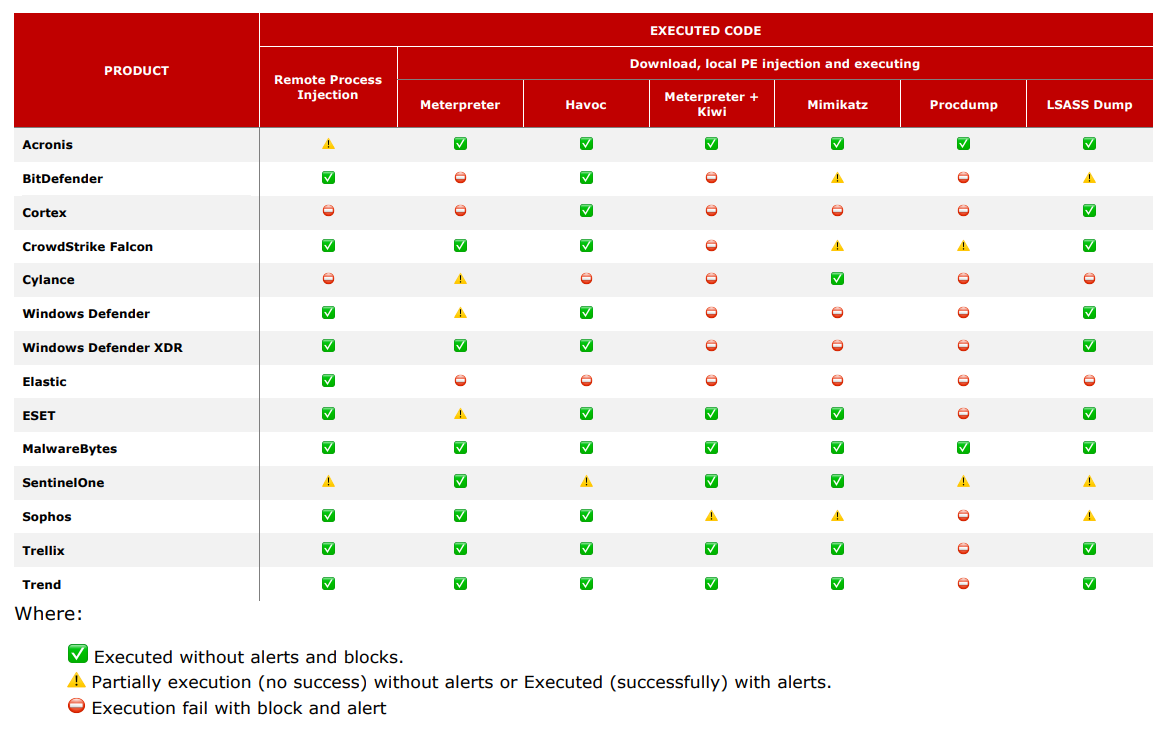 EXECUTED CODE
PRODUCT
Remote Process
Injection
Download, local PE injection and executing
Meterpreter
Havoc
Meterpreter +
Kiwi
Mimikatz
Procdump
LSASS Dump
Acronis
BitDefender
Cortex
CrowdStrike Falcon
Cylance
Windows Defender
Windows Defender XDR
Elastic
ESET
MalwareBytes
SentinelOne
Sophos
Trellix
Trend
Where:
Executed without alerts and blocks.
Partially execution (no success) without alerts or Executed (successfully) with alerts.
Execution fail with block and alert